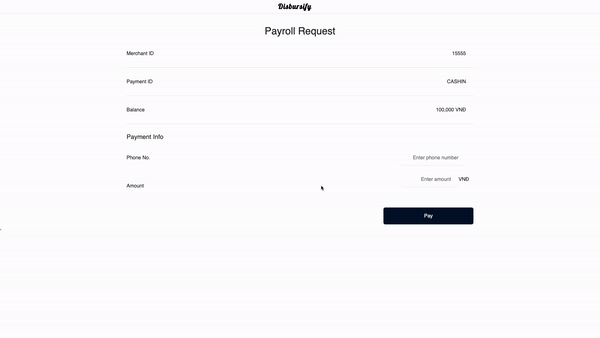 Disbursify
Payroll Request
Merchant ID 15555
Payment ID CASHIN
Balance 100,000 VNĐ
Payment Info
Phone No. Enter phone number
Enter amount VNĐ
Amount
Pay